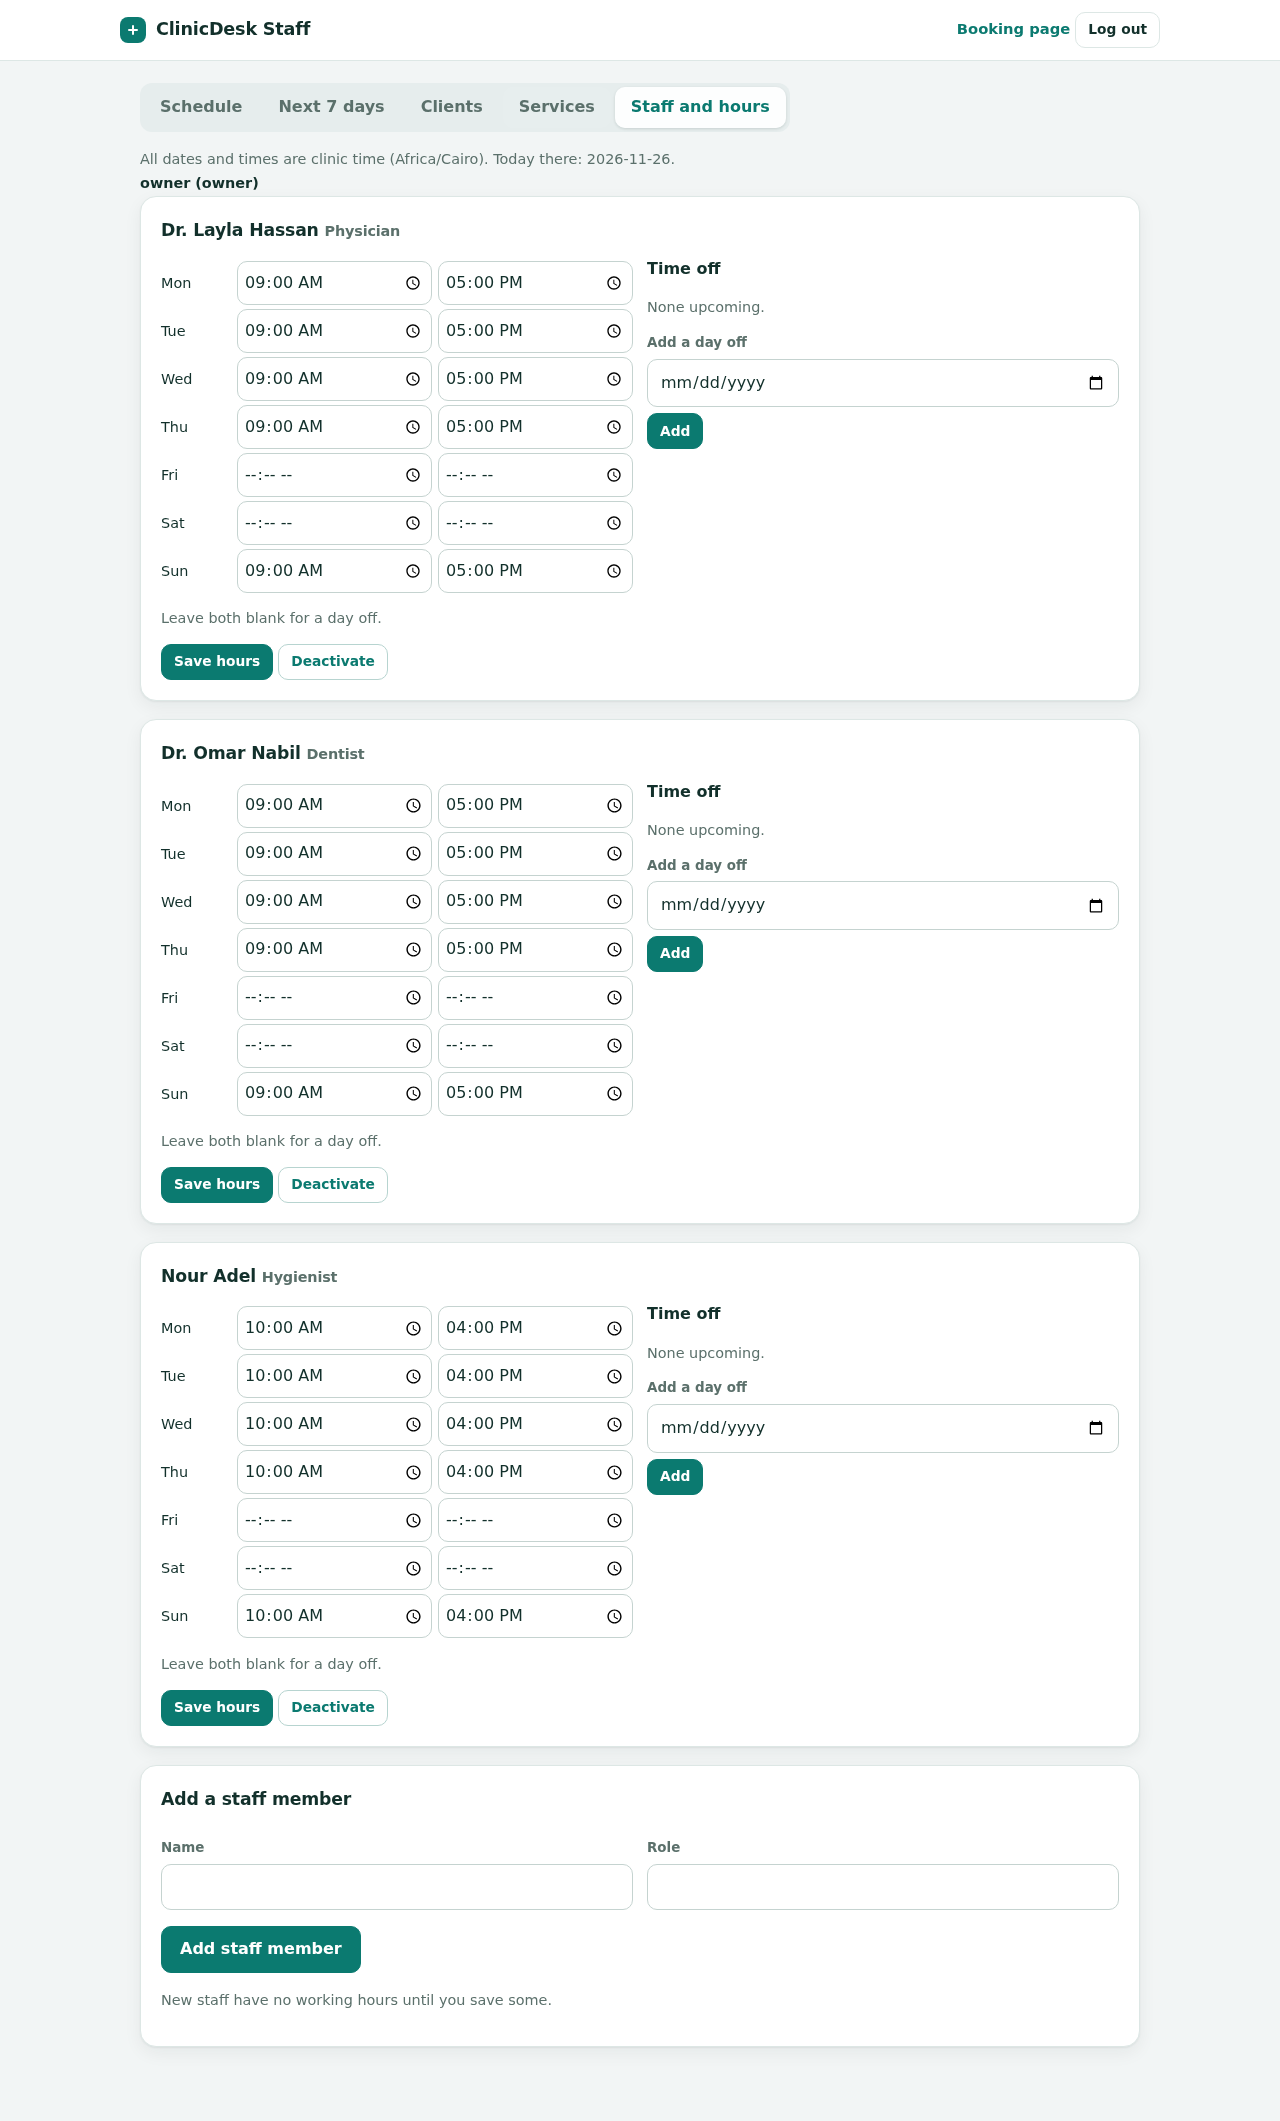 + ClinicDesk Staff
Booking page Log out
Schedule Next 7 days Clients Services Staff and hours
All dates and times are clinic time (Africa/Cairo). Today there: 2026-11-26.
owner (owner)
Dr. Layla Hassan Physician
Mon 09:00 AM 05:00 PM
Tue 09:00 AM 05:00 PM
Wed 09:00 AM 05:00 PM
Thu 09:00 AM 05:00 PM
Fri --:-- -- --:-- --
Sat --:-- -- --:-- --
Sun 09:00 AM 05:00 PM
Leave both blank for a day off.
Save hours Deactivate
Time off
None upcoming.
Add a day off
mm/dd/yyyy
Add
Dr. Omar Nabil Dentist
Mon 09:00 AM 05:00 PM
Tue 09:00 AM 05:00 PM
Wed 09:00 AM 05:00 PM
Thu 09:00 AM 05:00 PM
Fri --:-- -- --:-- --
Sat --:-- -- --:-- --
Sun 09:00 AM 05:00 PM
Leave both blank for a day off.
Save hours Deactivate
Time off
None upcoming.
Add a day off
mm/dd/yyyy
Add
Nour Adel Hygienist
Mon 10:00 AM 04:00 PM
Tue 10:00 AM 04:00 PM
Wed 10:00 AM 04:00 PM
Thu 10:00 AM 04:00 PM
Fri --:-- -- --:-- --
Sat --:-- -- --:-- --
Sun 10:00 AM 04:00 PM
Leave both blank for a day off.
Save hours Deactivate
Time off
None upcoming.
Add a day off
mm/dd/yyyy
Add
Add a staff member
Name Role
Add staff member
New staff have no working hours until you save some.